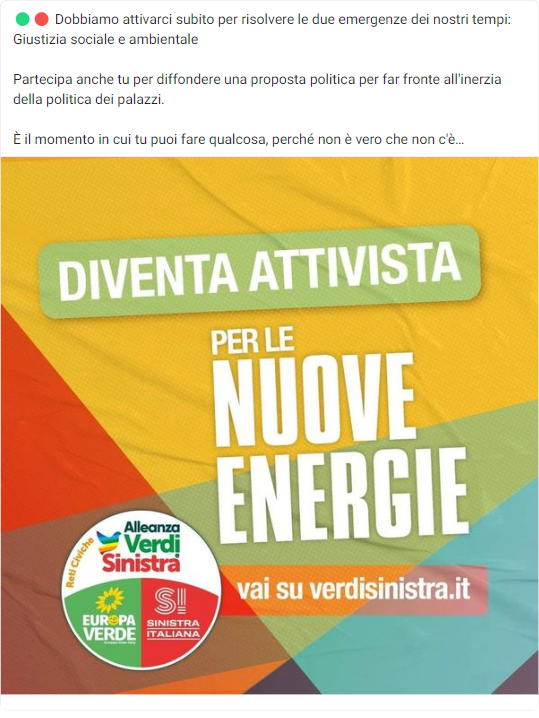 🟢🔴 Dobbiamo attivarci subito per risolvere le due emergenze dei nostri tempi:
Giustizia sociale e ambientale
Partecipa anche tu per diffondere una proposta politica per far fronte all'inerzia
della politica dei palazzi.
È il momento in cui tu puoi fare qualcosa, perché non è vero che non c'è...
DIVENTA ATTIVISTA
PER LE
NUOVE
ENERGIE
Reti Civiche
Alleanza
Verdi
Sinistra
EUROPA
VERDE
SI
SINISTRA
ITALIANA
vai su verdisinistra.it